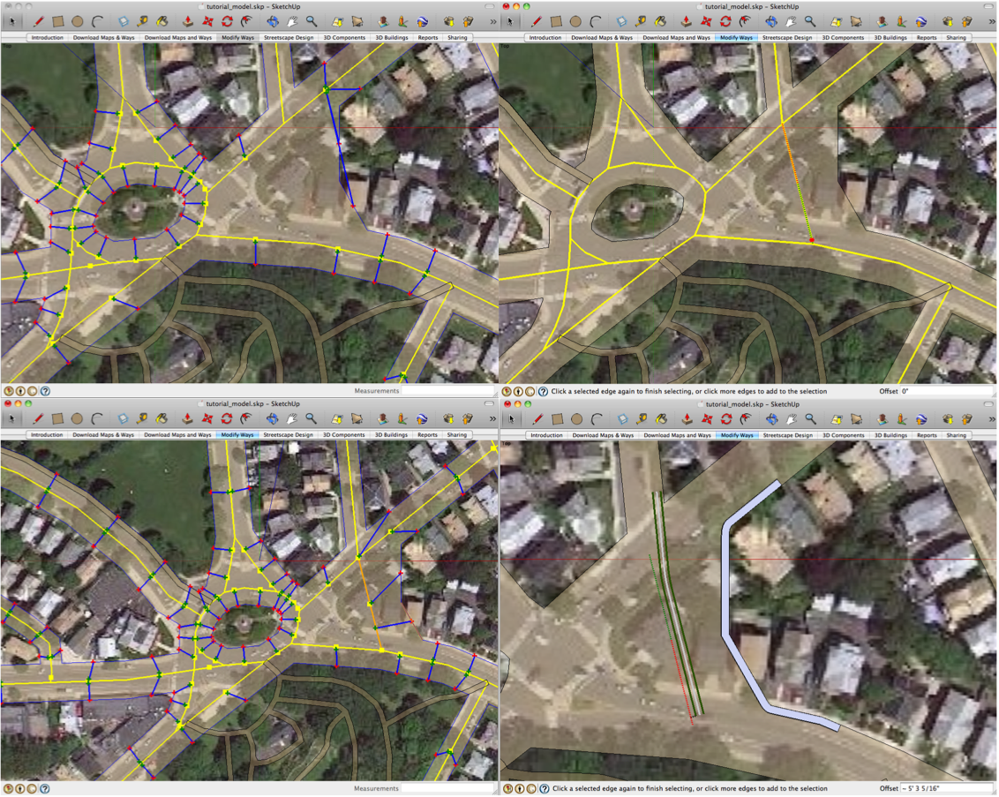 tutorial_model.skp - SketchUp
Introduction Download Maps & Ways Download Maps and Ways Modify Ways Streetscape Design 3D Components 3D Buildings Reports Sharing
Top
Measurements
tutorial_model.skp - SketchUp
Introduction Download Maps & Ways Download Maps and Ways Modify Ways Streetscape Design 3D Components 3D Buildings Reports Sharing
Top
Click a selected edge again to finish selecting, or click more edges to add to the selection Offset 0"
tutorial_model.skp - SketchUp
Introduction Download Maps & Ways Download Maps and Ways Modify Ways Streetscape Design 3D Components 3D Buildings Reports Sharing
Top
Measurements
tutorial_model.skp - SketchUp
Introduction Download Maps & Ways Download Maps and Ways Modify Ways Streetscape Design 3D Components 3D Buildings Reports Sharing
Top
Click a selected edge again to finish selecting, or click more edges to add to the selection Offset ~ 5' 3 5/16"